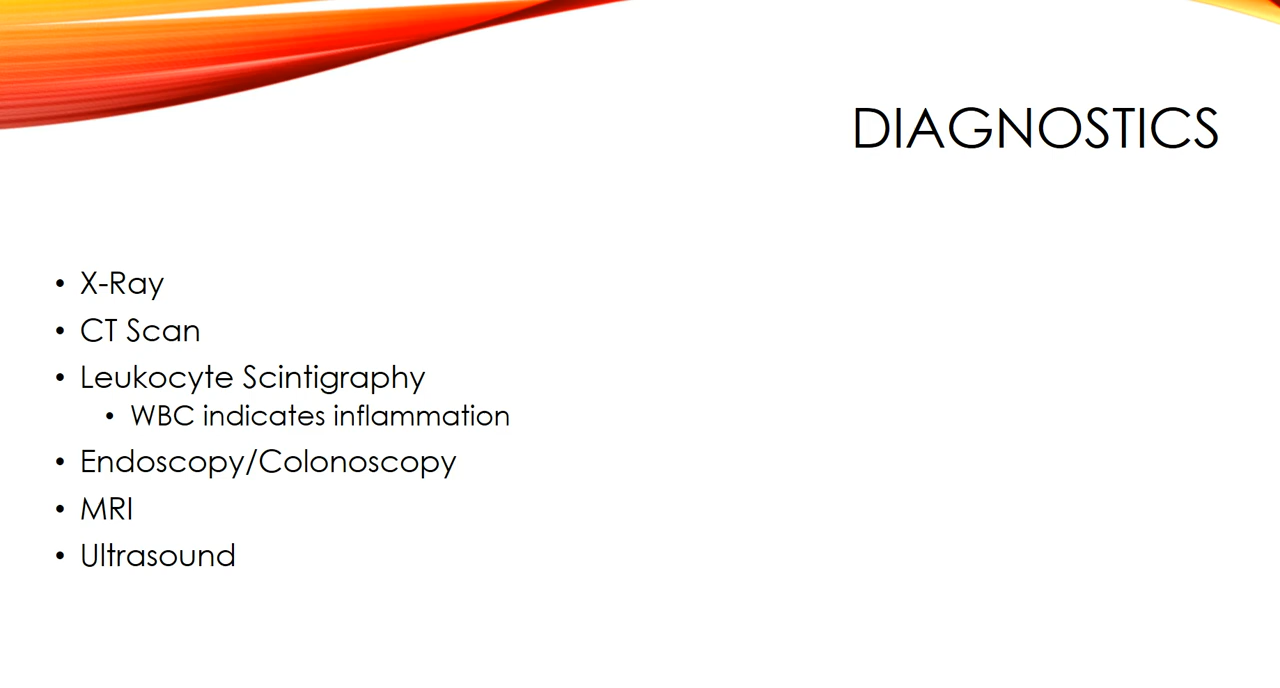 DIAGNOSTICS
• X-Ray
• CT Scan
• Leukocyte Scintigraphy
• WBC indicates inflammation
• Endoscopy/Colonoscopy
• MRI
• Ultrasound